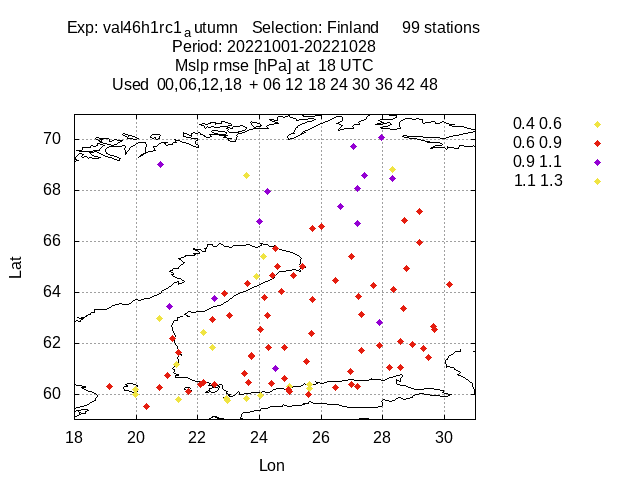 Exp: val46h1rc1autumn Selection: Finland 99 stations
Period: 20221001-20221028
Mslp rmse [hPa] at 18 UTC
Used 00,06,12,18 + 06 12 18 24 30 36 42 48
0.4 0.6
0.6 0.9
0.9 1.1
1.1 1.3
70
68
66
64
62
60
Lat
18 20 22 24 26 28 30
Lon